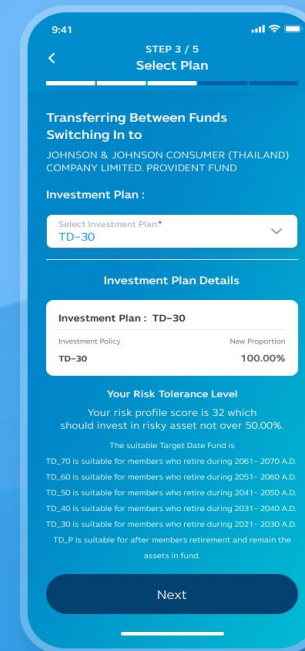 9:41
STEP 3 / 5
Select Plan
Transferring Between Funds
Switching In to
JOHNSON & JOHNSON CONSUMER (THAILAND)
COMPANY LIMITED. PROVIDENT FUND
Investment Plan :
Select Investment Plan*
TD-30
Investment Plan Details
Investment Plan : TD-30
Investment Policy New Proportion
TD-30 100.00%
Your Risk Tolerance Level
Your risk profile score is 32 which
should invest in risky asset not over 50.00%.
The suitable Target Date Fund is
TD_70 is suitable for members who retire during 2061- 2070 A.D.
TD_60 is suitable for members who retire during 2051- 2060 A.D.
TD_50 is suitable for members who retire during 2041- 2050 A.D.
TD_40 is suitable for members who retire during 2031- 2040 A.D.
TD_30 is suitable for members who retire during 2021- 2030 A.D.
TD_P is suitable for after members retirement and remain the
assets in fund.
Next